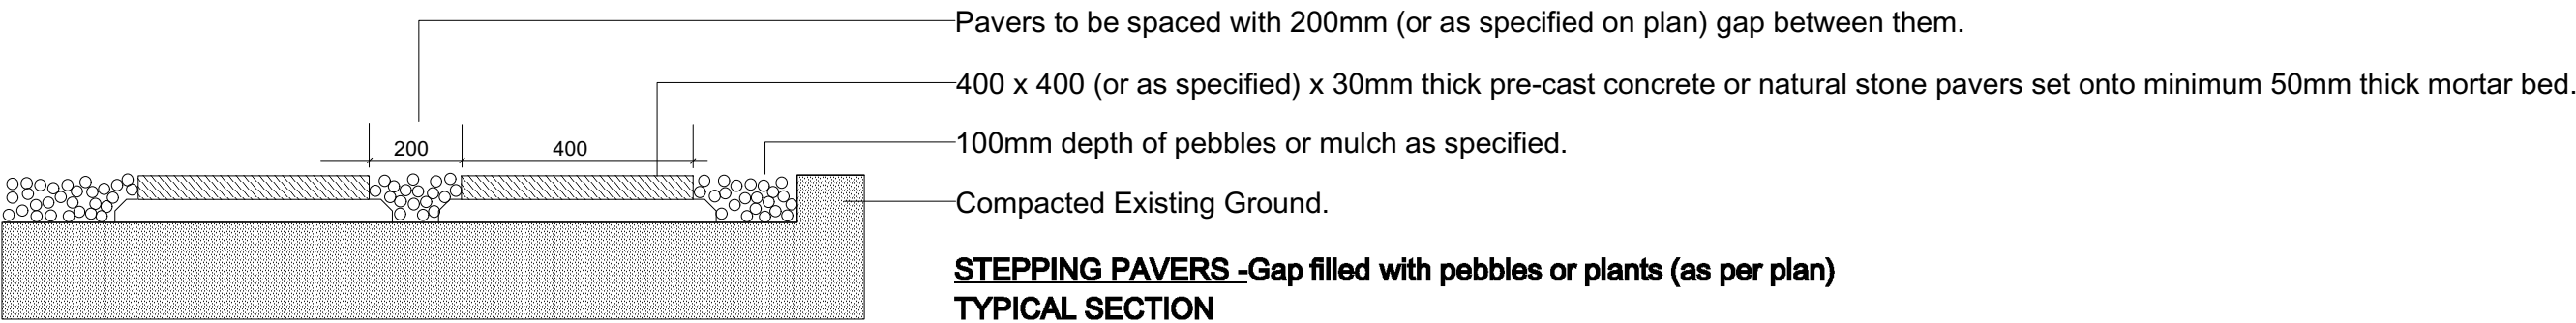 Pavers to be spaced with 200mm (or as specified on plan) gap between them.
400 x 400 (or as specified) x 30mm thick pre-cast concrete or natural stone pavers set onto minimum 50mm thick mortar bed.
200
400
100mm depth of pebbles or mulch as specified.
Compacted Existing Ground.
STEPPING PAVERS -Gap filled with pebbles or plants (as per plan)
TYPICAL SECTION